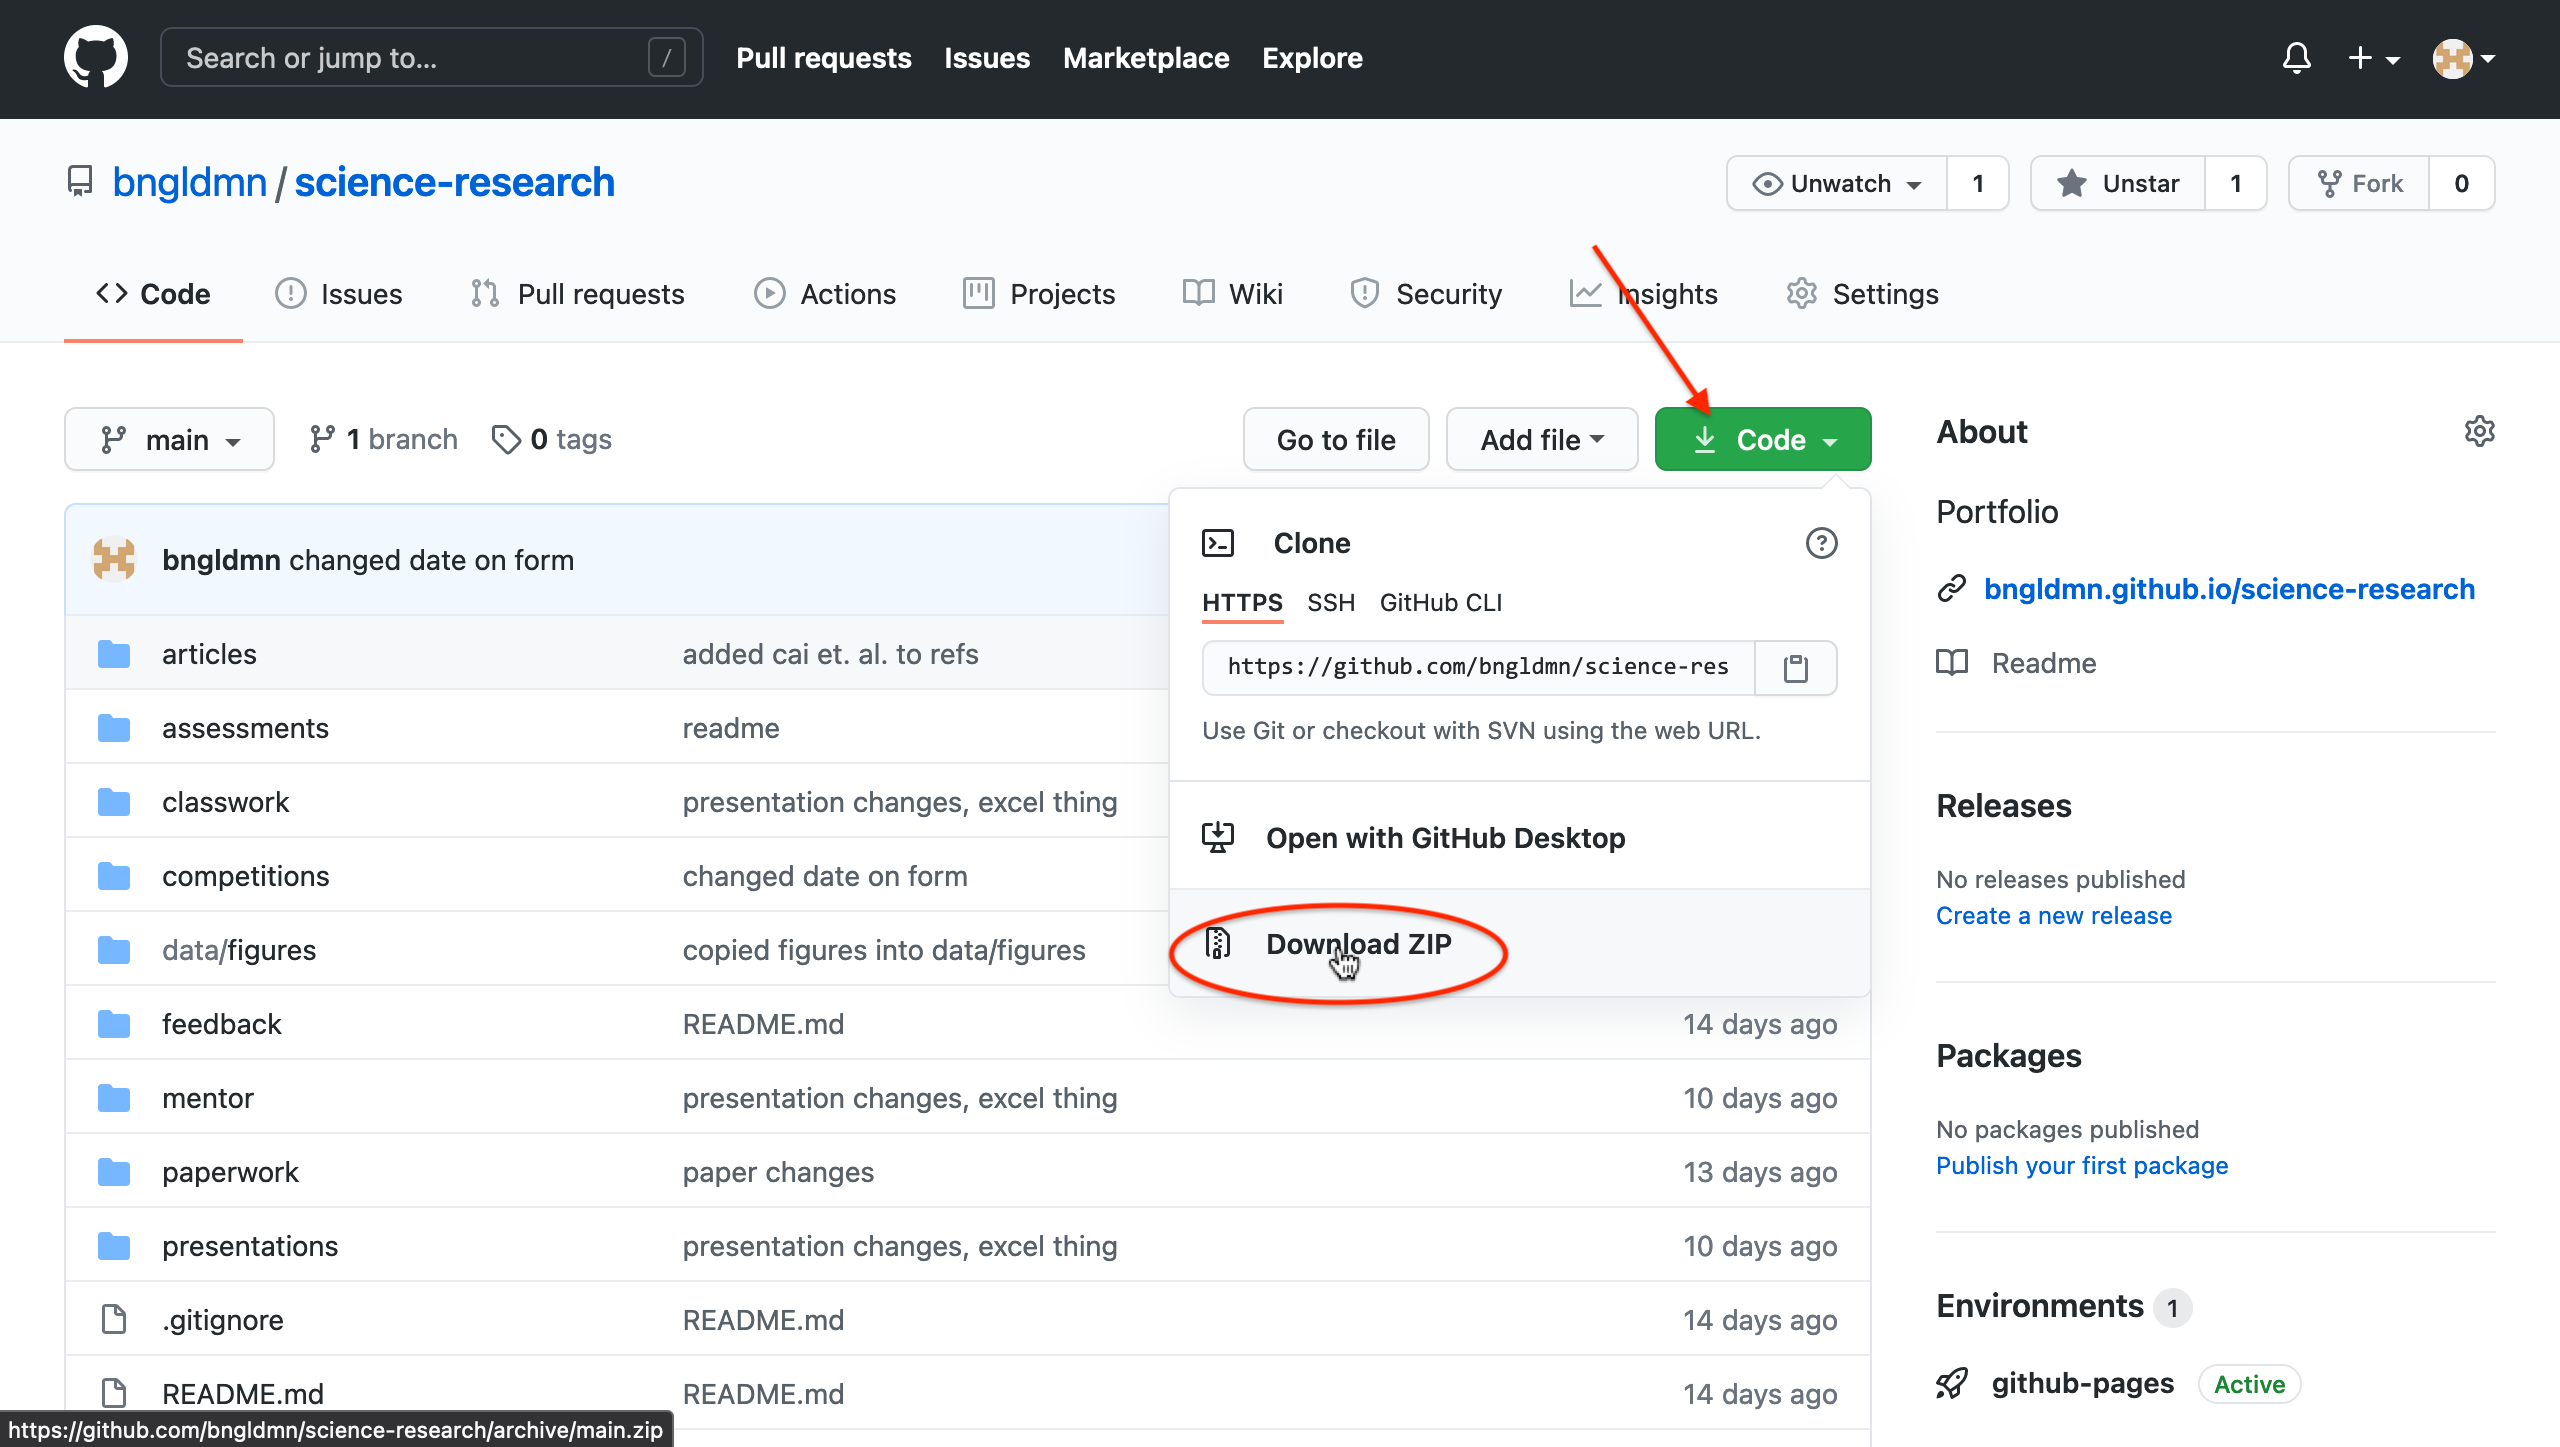 Search or jump to... /
Pull requests Issues Marketplace Explore
bngldmn / science-research
Unwatch 1 Unstar 1 Fork 0
Code Issues Pull requests Actions Projects Wiki Security Insights Settings
main 1 branch 0 tags Go to file Add file Code
bngldmn changed date on form
articles added cai et. al. to refs
assessments readme
classwork presentation changes, excel thing
competitions changed date on form
data/figures copied figures into data/figures
feedback README.md 14 days ago
mentor presentation changes, excel thing 10 days ago
paperwork paper changes 13 days ago
presentations presentation changes, excel thing 10 days ago
.gitignore README.md 14 days ago
README.md README.md 14 days ago
Clone
HTTPS SSH GitHub CLI
https://github.com/bngldmn/science-res
Use Git or checkout with SVN using the web URL.
Open with GitHub Desktop
Download ZIP
About
Portfolio
bngldmn.github.io/science-research
Readme
Releases
No releases published
Create a new release
Packages
No packages published
Publish your first package
Environments 1
github-pages Active
https://github.com/bngldmn/science-research/archive/main.zip